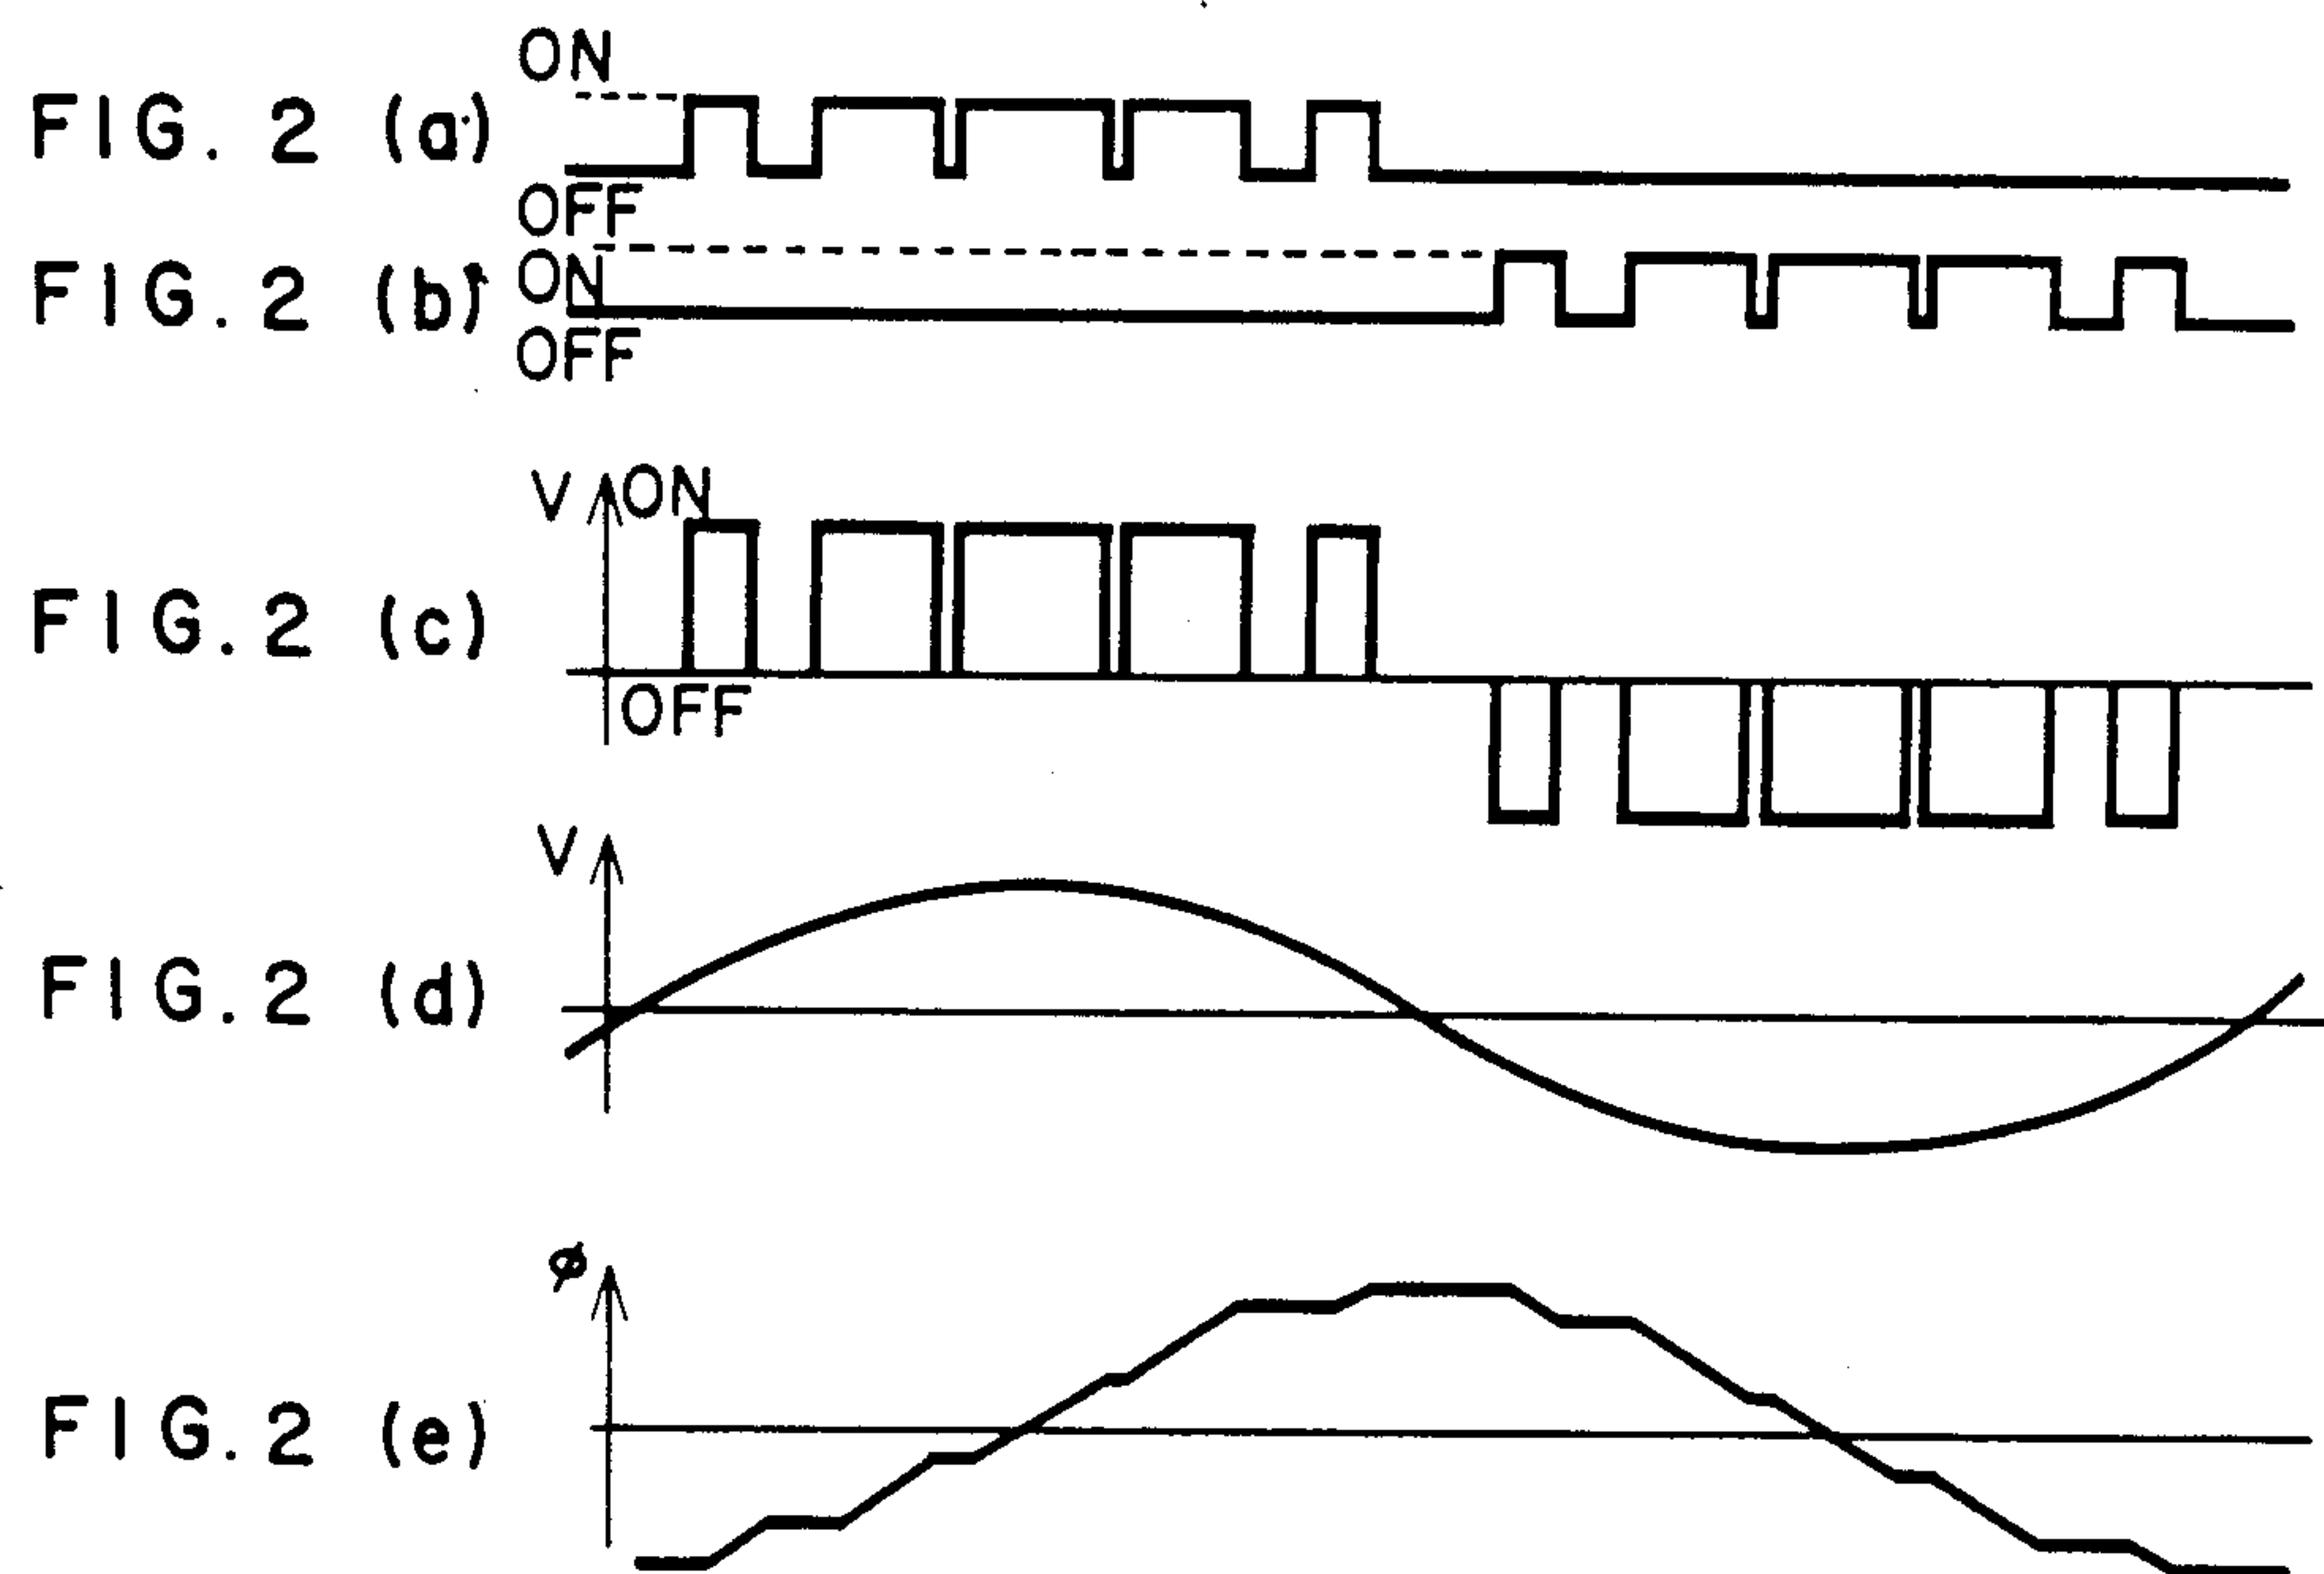 ON
FIG. 2 (a)
OFF
FIG. 2 (b)
ON
OFF
V
ON
FIG. 2 (c)
OFF
V
FIG. 2 (d)
ø
FIG. 2 (e)